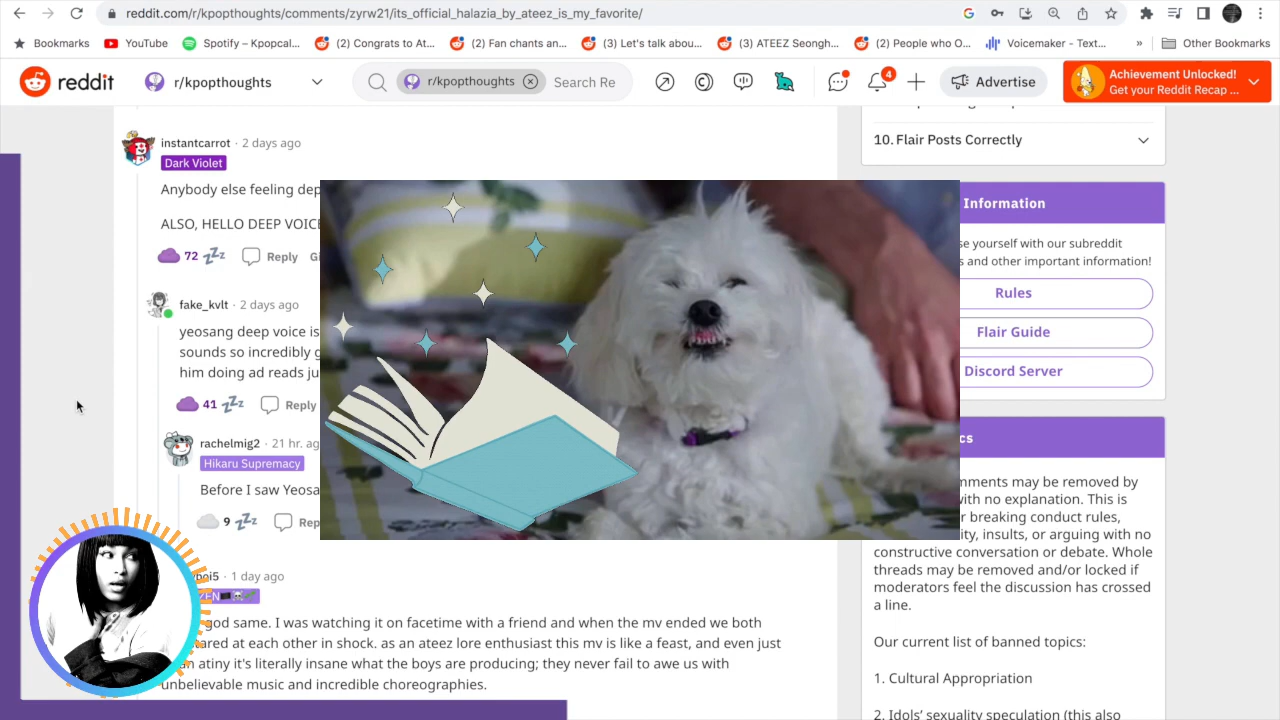 reddit.com/r/kpopthoughts/comments/zyrw21/its_official_halazia_by_ateez_is_my_favorite/
Bookmarks YouTube Spotify – Kpopcal... (2) Congrats to At... (2) Fan chants an... (3) Let's talk abou... (3) ATEEZ Seongh... (2) People who O... Voicemaker - Text... » Other Bookmarks
reddit r/kpopthoughts r/kpopthoughts Search Re 4 Advertise Achievement Unlocked!
Get your Reddit Recap ...
10. Flair Posts Correctly
instantcarrot · 2 days ago
Dark Violet
Anybody else feeling dep
ALSO, HELLO DEEP VOICE
72 Reply
fake_kvlt · 2 days ago
yeosang deep voice is
sounds so incredibly g
him doing ad reads ju
41 Reply
rachelmig2 · 21 hr. ag
Hikaru Supremacy
Before I saw Yeosa
9 Rep
· 1 day ago
god same. I was watching it on facetime with a friend and when the mv ended we both
ared at each other in shock. as an ateez lore enthusiast this mv is like a feast, and even just
atiny it's literally insane what the boys are producing; they never fail to awe us with
unbelievable music and incredible choreographies.
Information
se yourself with our subreddit
s and other important information!
Rules
Flair Guide
Discord Server
cs
mments may be removed by
with no explanation. This is
r breaking conduct rules,
ity, insults, or arguing with no
constructive conversation or debate. Whole
threads may be removed and/or locked if
moderators feel the discussion has crossed
a line.
Our current list of banned topics:
1. Cultural Appropriation
2. Idols' sexuality speculation (this also